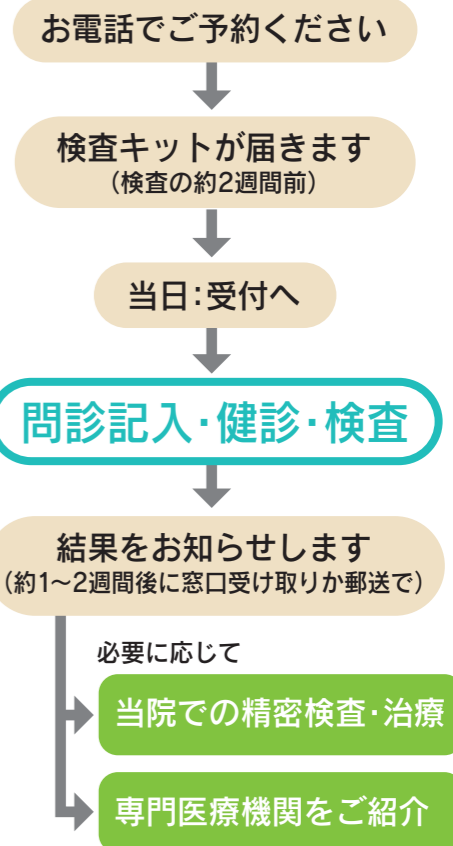 お電話でご予約ください
検査キットが届きます
(検査の約2週間前)
当日:受付へ
問診記入・健診・検査
結果をお知らせします
(約1〜2週間後に窓口受け取りか郵送で)
必要に応じて
当院での精密検査・治療
専門医療機関をご紹介